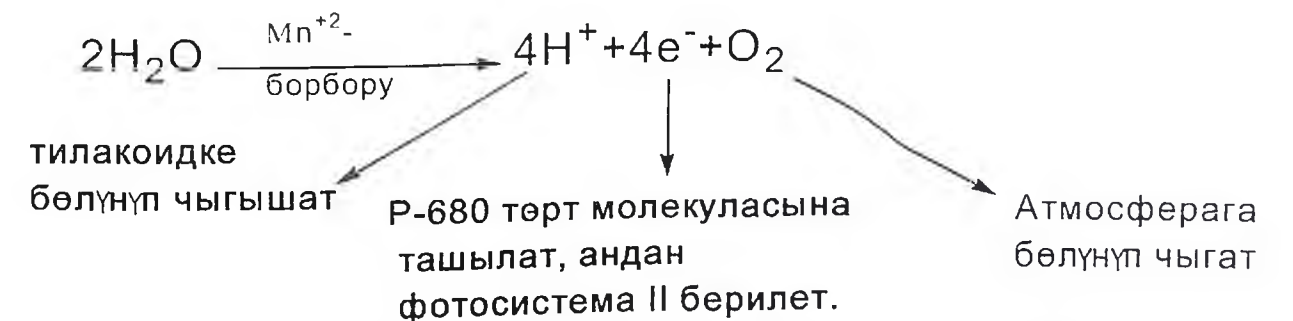 2H₂O Mn⁺²- борбору 4H⁺+4e⁻+O₂
тилакоидке
бөлүнүп чыгышат
Р-680 төрт молекуласына
ташылат, андан
фотосистема II берилет.
Атмосферага
бөлүнүп чыгат